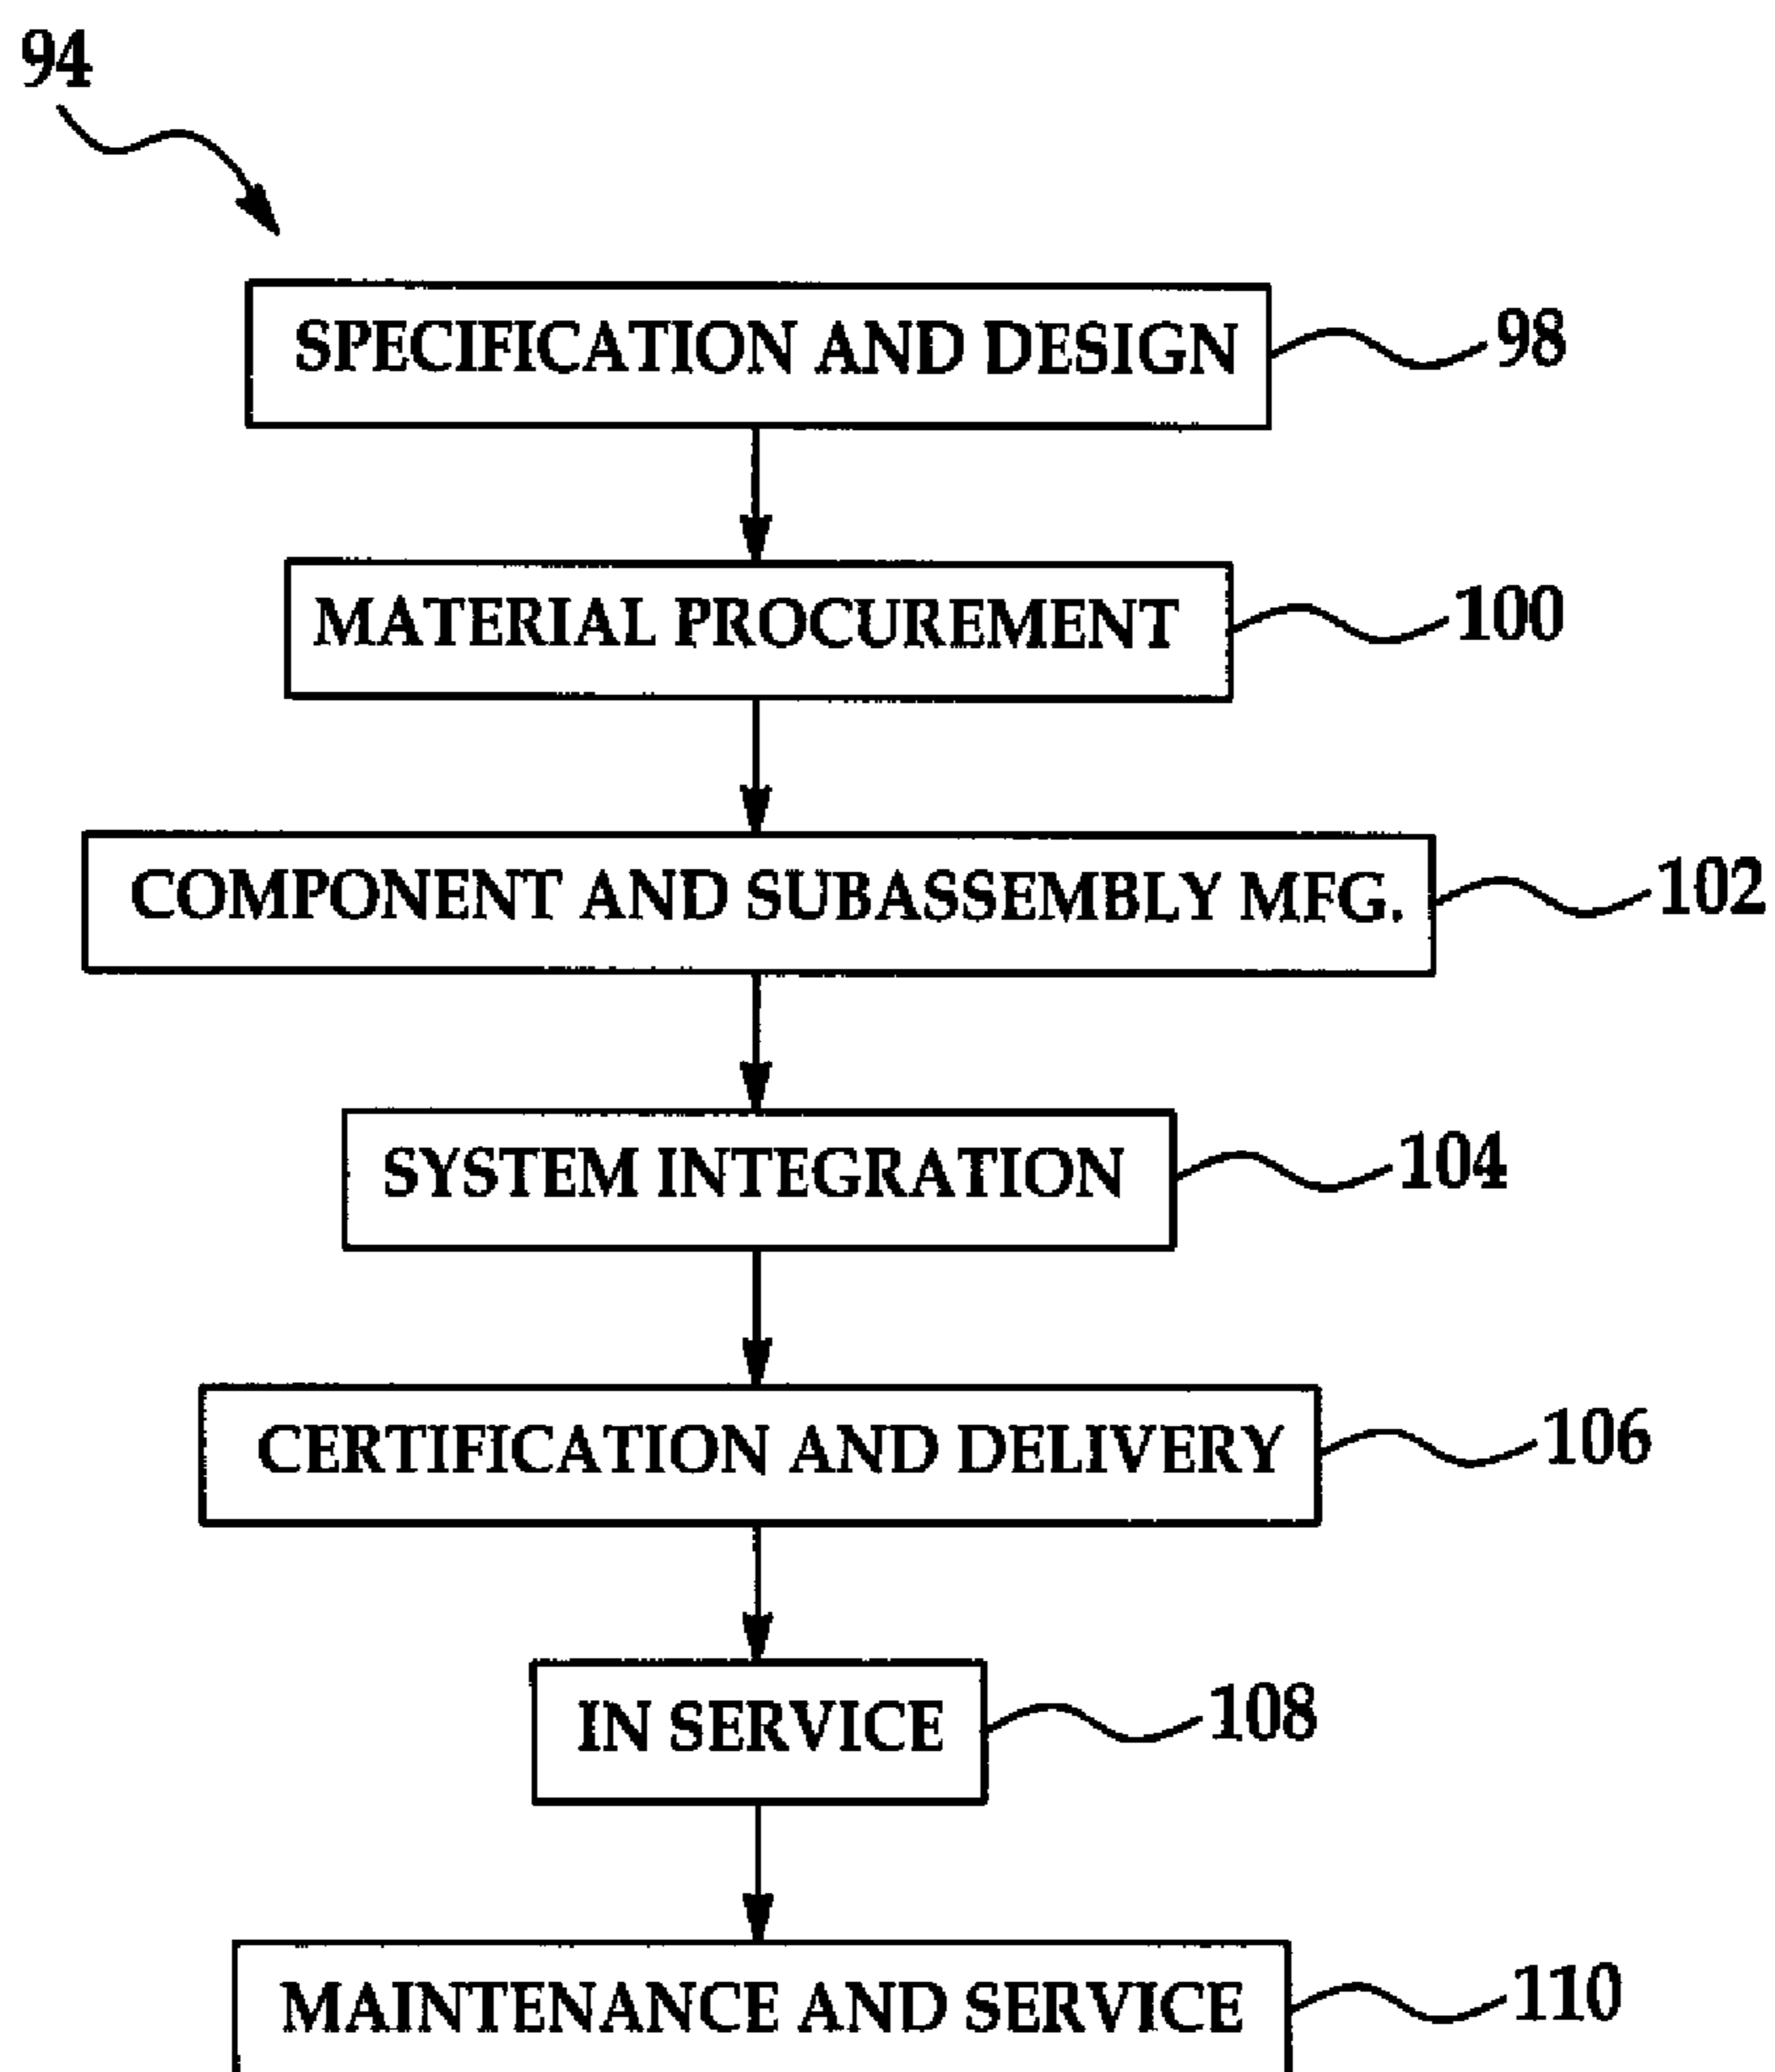 94
SPECIFICATION AND DESIGN 98
MATERIAL PROCUREMENT 100
COMPONENT AND SUBASSEMBLY MFG. 102
SYSTEM INTEGRATION 104
CERTIFICATION AND DELIVERY 106
IN SERVICE 108
MAINTENANCE AND SERVICE 110